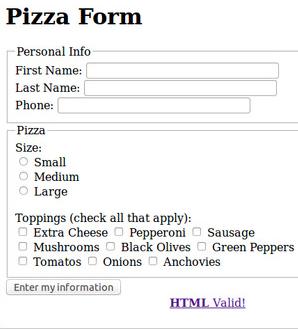 Pizza Form
Personal Info
First Name:
Last Name:
Phone:
Pizza
Size:
Small
Medium
Large
Toppings (check all that apply):
Extra Cheese Pepperoni Sausage
Mushrooms Black Olives Green Peppers
Tomatos Onions Anchovies
Enter my information
HTML Valid!